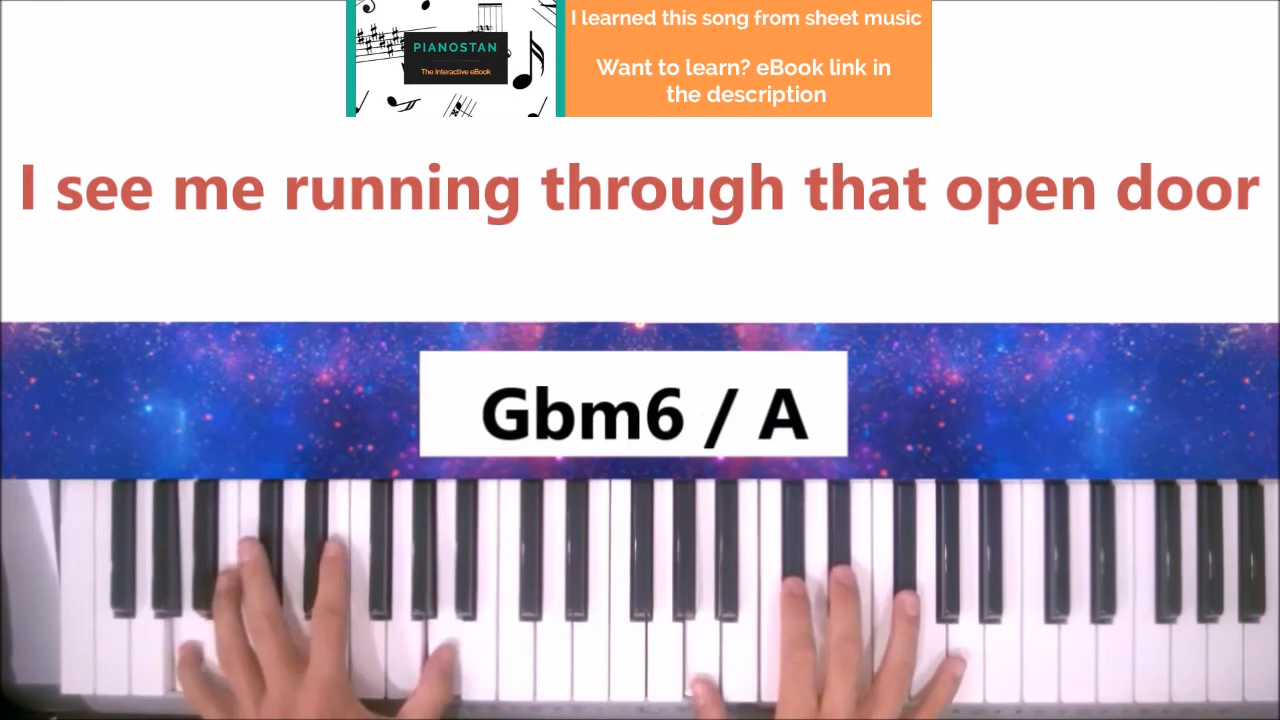 PIANOSTAN
The Interactive eBook
I learned this song from sheet music
Want to learn? eBook link in
the description
I see me running through that open door
Gbm6 / A